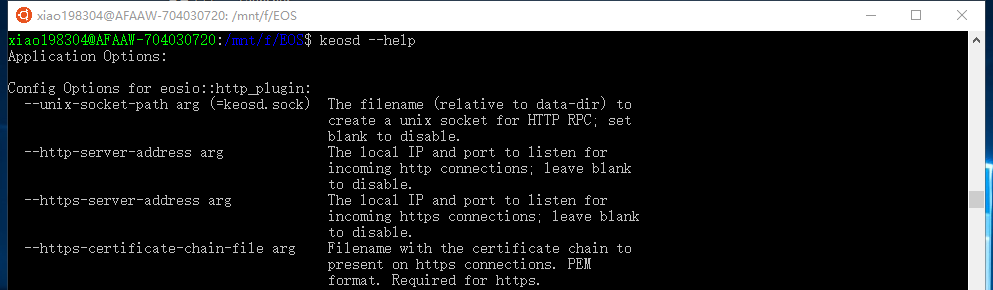 xiao198304@AFAAW-704030720: /mnt/f/EOS
xiao198304@AFAAW-704030720:/mnt/f/EOS$ keosd --help
Application Options:
Config Options for eosio::http_plugin:
--unix-socket-path arg (=keosd.sock) The filename (relative to data-dir) to
create a unix socket for HTTP RPC; set
blank to disable.
--http-server-address arg The local IP and port to listen for
incoming http connections; leave blank
to disable.
--https-server-address arg The local IP and port to listen for
incoming https connections; leave blank
to disable.
--https-certificate-chain-file arg Filename with the certificate chain to
present on https connections. PEM
format. Required for https.